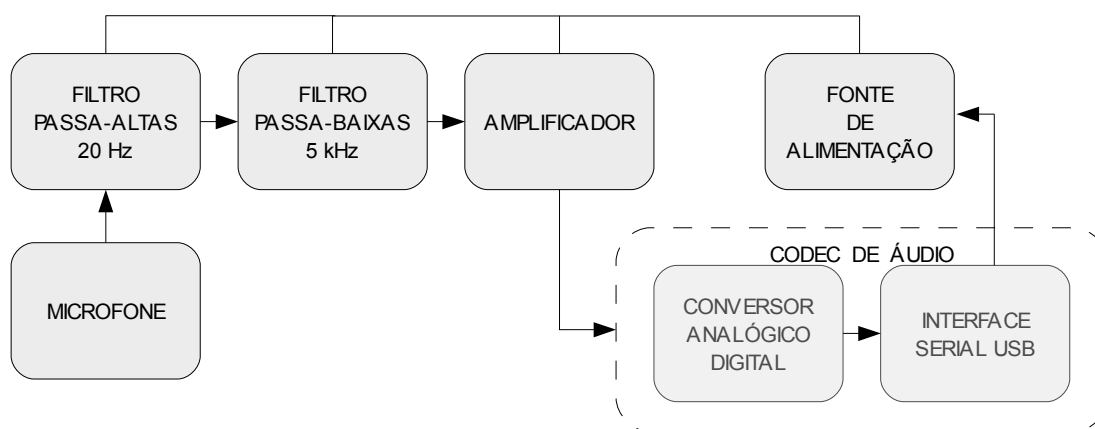 FILTRO
PASSA-ALTAS
20 Hz
FILTRO
PASSA-BAIXAS
5 kHz
AMPLIFICADOR
FONTE
DE
ALIMENTAÇÃO
MICROFONE
CODEC DE ÁUDIO
CONVERSOR
ANALÓGICO
DIGITAL
INTERFACE
SERIAL USB